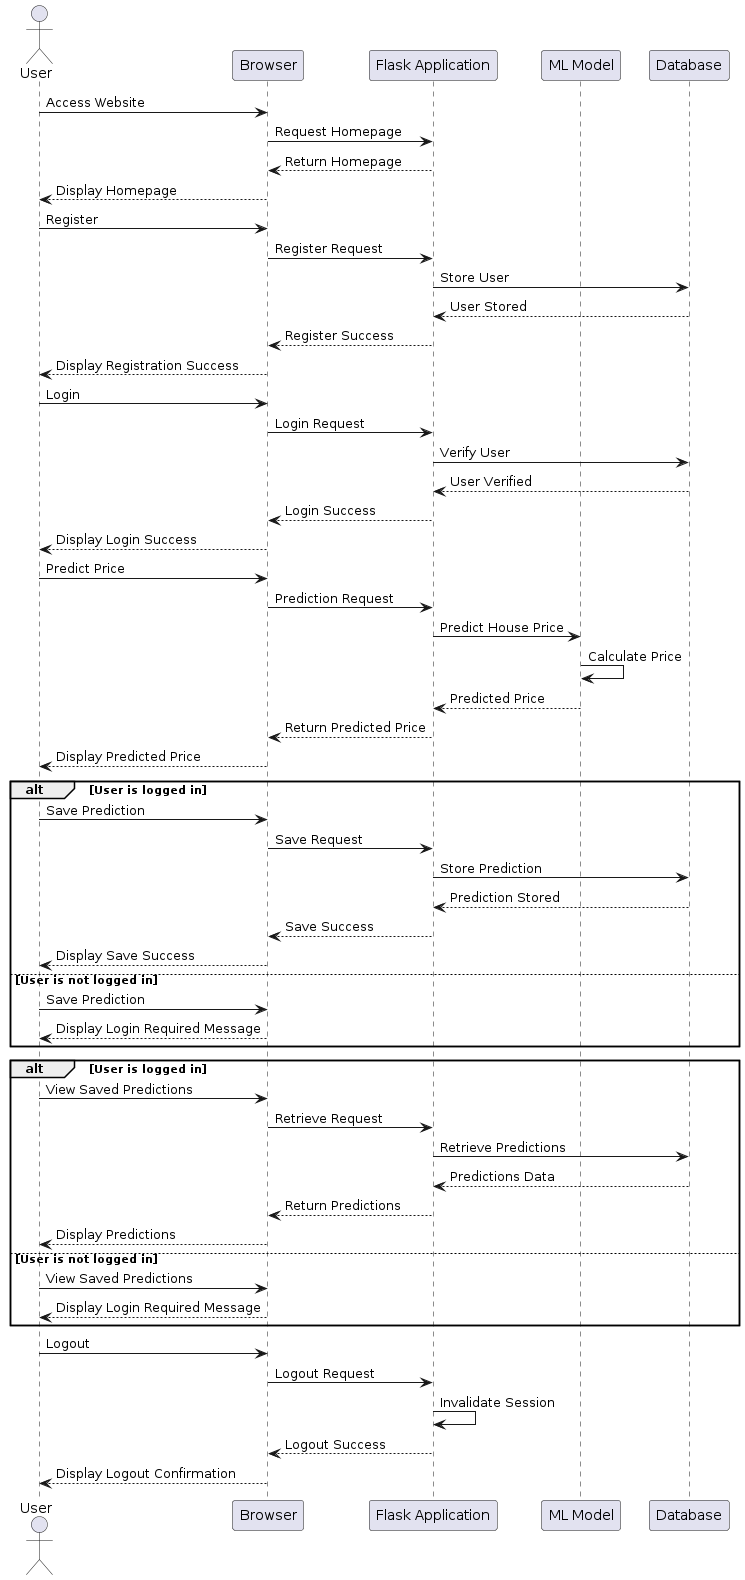 User
Browser
Flask Application
ML Model
Database
Access Website
Request Homepage
Return Homepage
Display Homepage
Register
Register Request
Store User
User Stored
Register Success
Display Registration Success
Login
Login Request
Verify User
User Verified
Login Success
Display Login Success
Predict Price
Prediction Request
Predict House Price
Calculate Price
Predicted Price
Return Predicted Price
Display Predicted Price
alt [User is logged in]
Save Prediction
Save Request
Store Prediction
Prediction Stored
Save Success
Display Save Success
[User is not logged in]
Save Prediction
Display Login Required Message
alt [User is logged in]
View Saved Predictions
Retrieve Request
Retrieve Predictions
Predictions Data
Return Predictions
Display Predictions
[User is not logged in]
View Saved Predictions
Display Login Required Message
Logout
Logout Request
Invalidate Session
Logout Success
Display Logout Confirmation
User
Browser
Flask Application
ML Model
Database